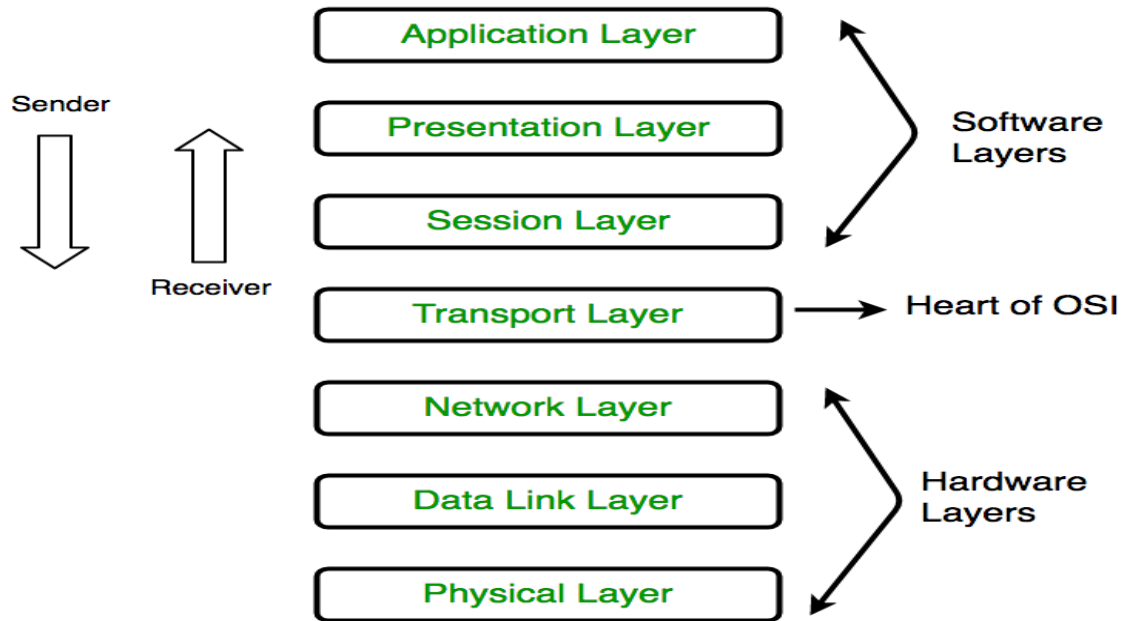 Application Layer
Sender
Presentation Layer
Software
Layers
Session Layer
Receiver
Transport Layer
Heart of OSI
Network Layer
Data Link Layer
Hardware
Layers
Physical Layer